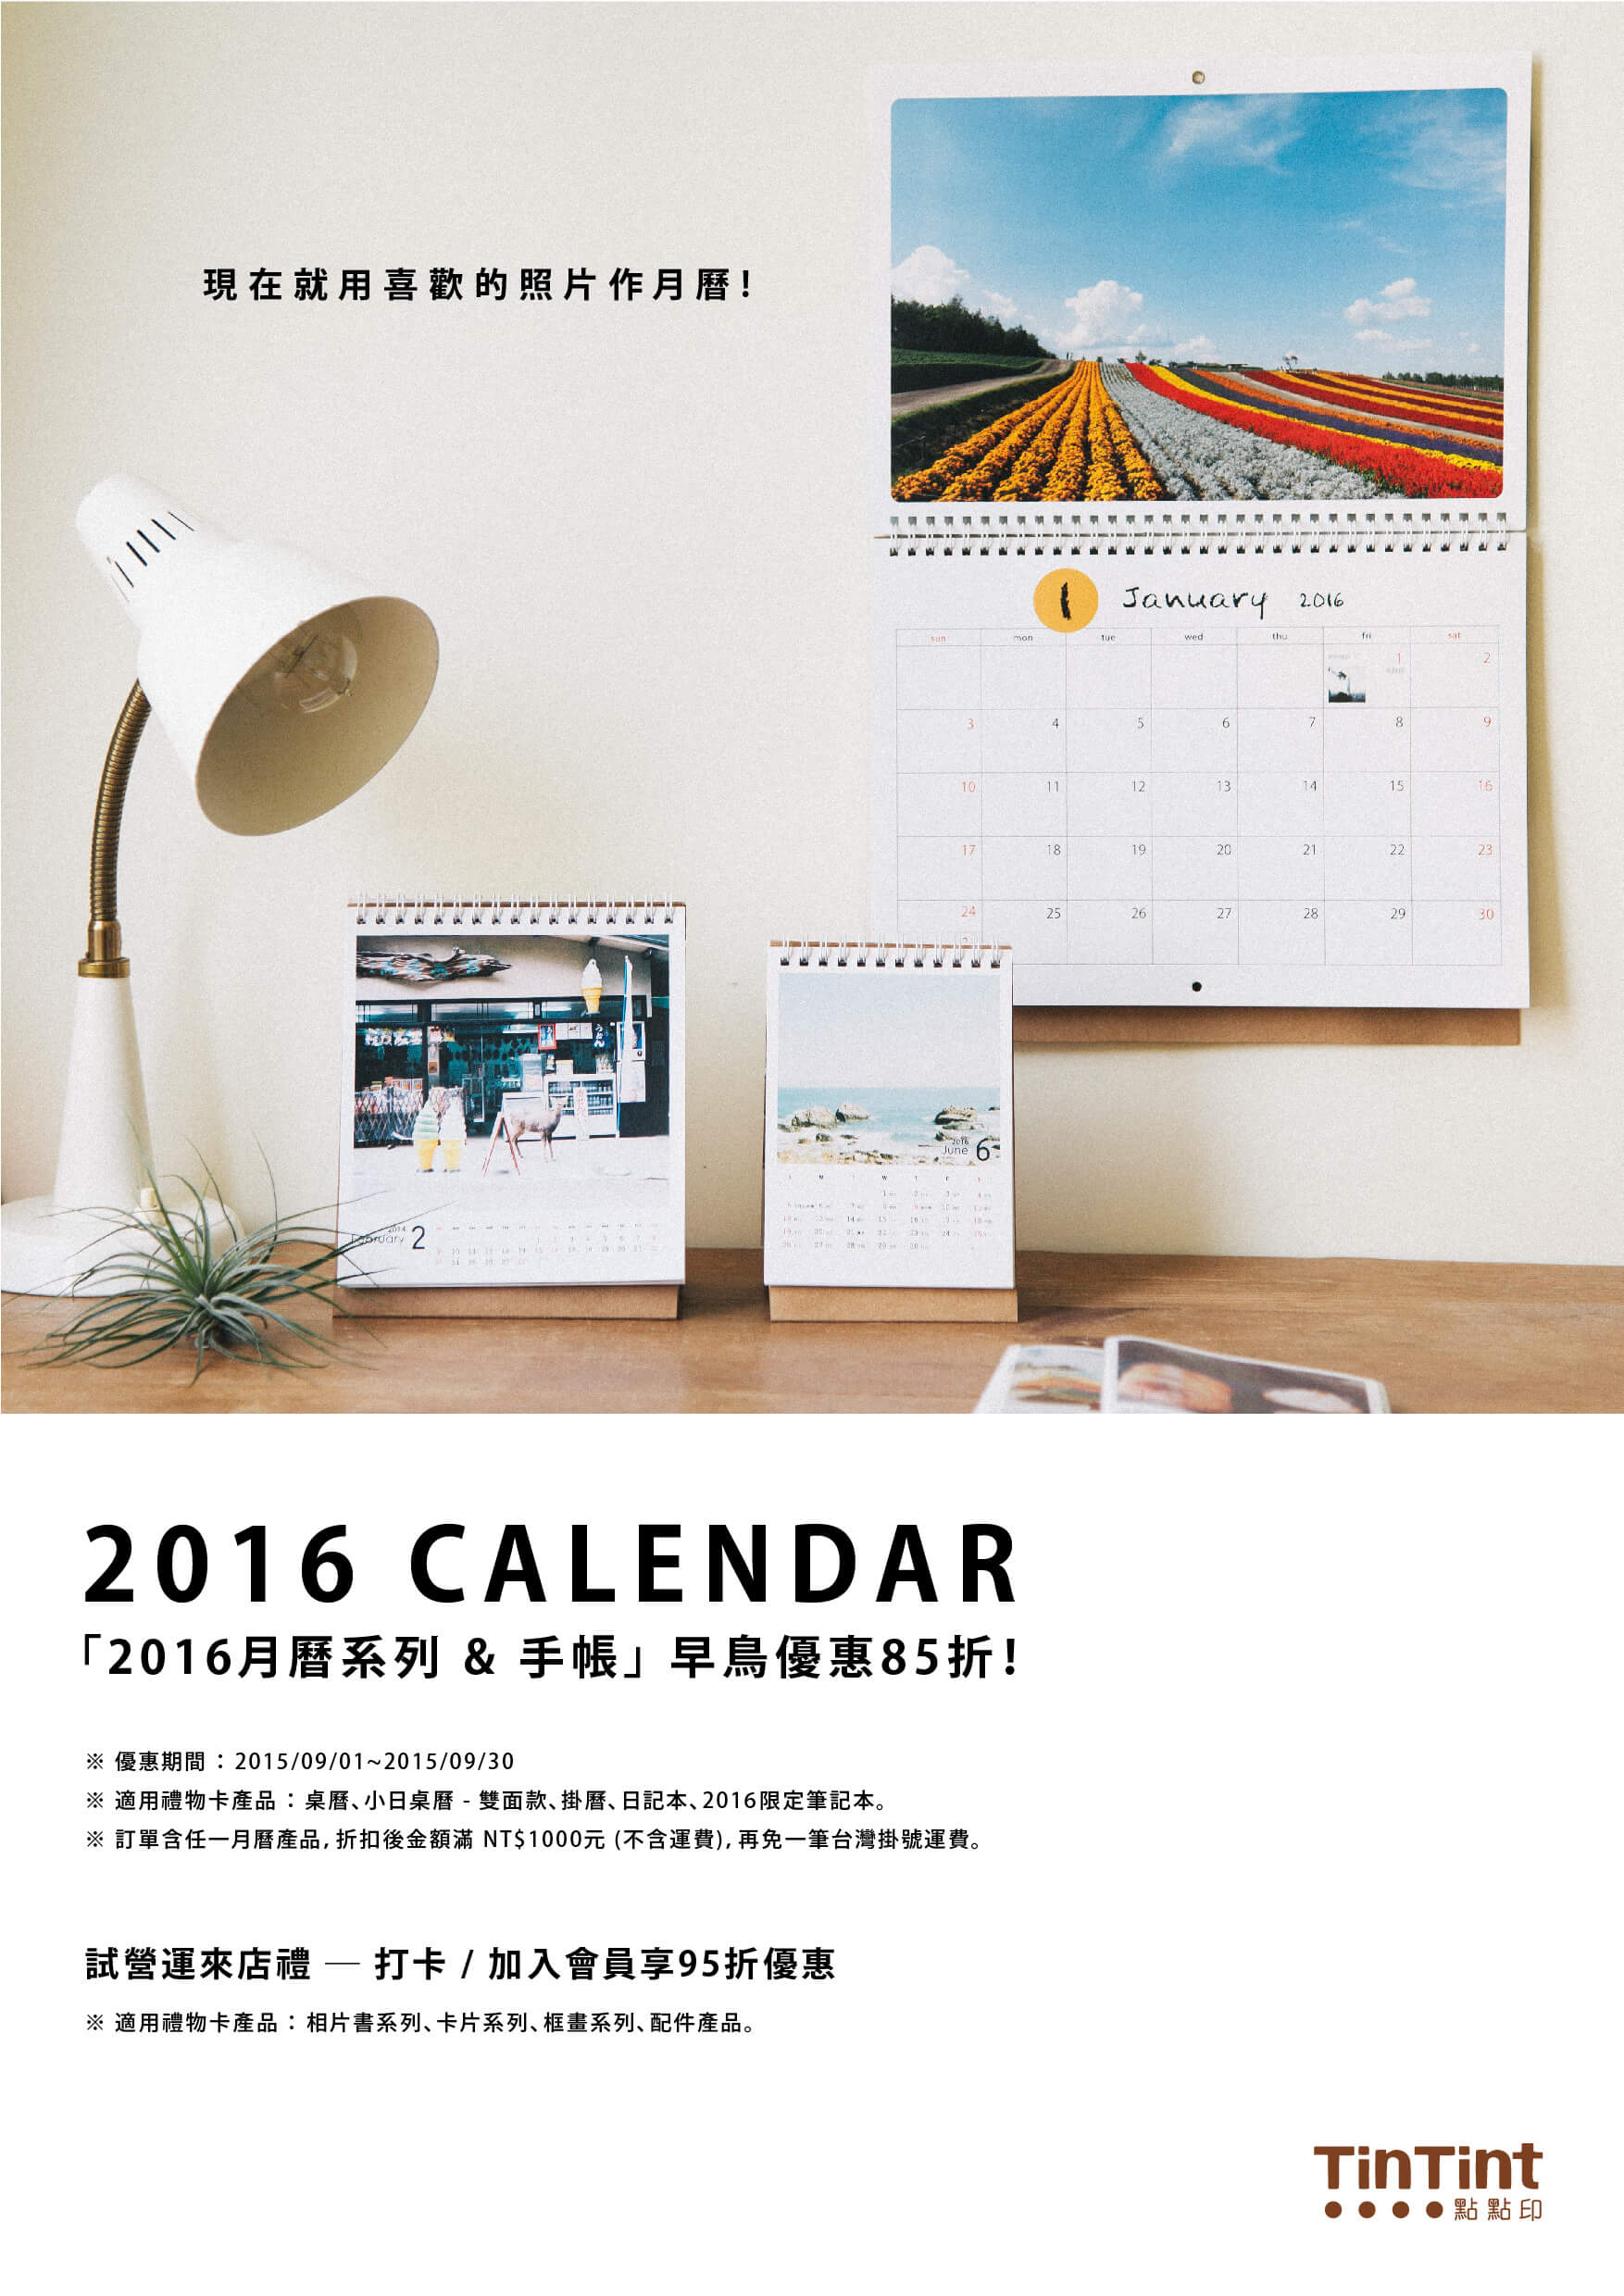 現在就用喜歡的照片作月曆!
1 January 2016
sun mon tue wed thu fri sat
1 2
3 4 5 6 7 8 9
10 11 12 13 14 15 16
17 18 19 20 21 22 23
24 25 26 27 28 29 30
うどん
2014
February 2
2016
June 6
2016 CALENDAR
「2016月曆系列 & 手帳」早鳥優惠85折!
※ 優惠期間：2015/09/01~2015/09/30
※ 適用禮物卡產品：桌曆、小日桌曆 - 雙面款、掛曆、日記本、2016限定筆記本。
※ 訂單含任一月曆產品, 折扣後金額滿 NT$1000元 (不含運費), 再免一筆台灣掛號運費。
試營運來店禮 — 打卡 / 加入會員享95折優惠
※ 適用禮物卡產品：相片書系列、卡片系列、框畫系列、配件產品。
TinTint
點點印